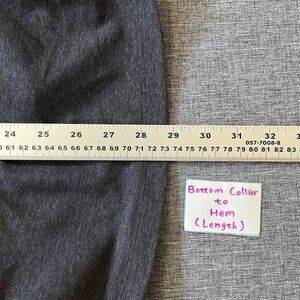 24 25 26 27 28 29 30 31 32
057-7008-8
61 62 63 64 65 66 67 68 69 70 71 72 73 74 75 76 77 78 79 80 81 82 83
Bottom Collar
to
Hem
(Length)